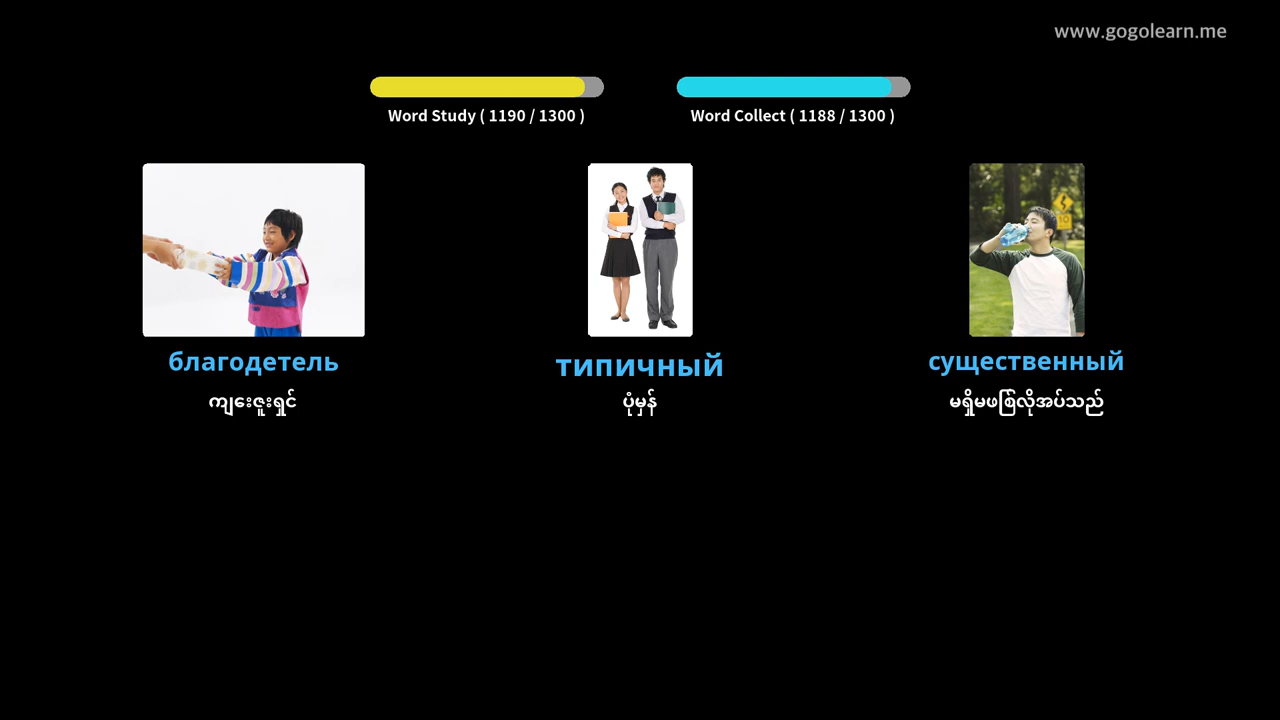 www.gogolearn.me
Word Study ( 1190 / 1300 )
Word Collect ( 1188 / 1300 )
благодетель
типичный
существенный
ကျေးဇူးရှင်
ပုံမှန်
မရှိမဖြစ်လိုအပ်သည်